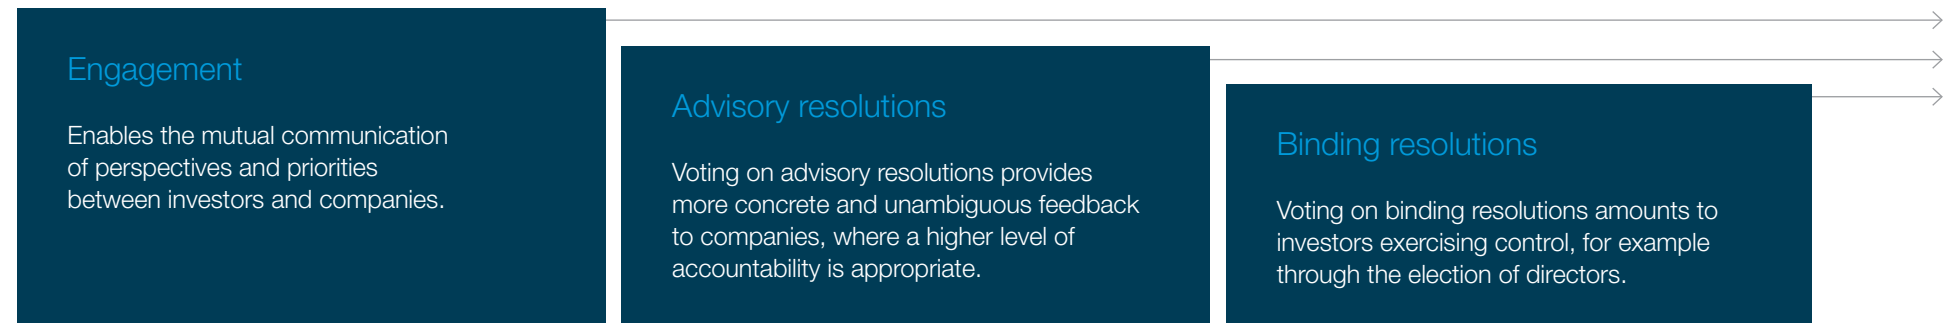 Engagement
Enables the mutual communication
of perspectives and priorities
between investors and companies.
Advisory resolutions
Voting on advisory resolutions provides
more concrete and unambiguous feedback
to companies, where a higher level of
accountability is appropriate.
Binding resolutions
Voting on binding resolutions amounts to
investors exercising control, for example
through the election of directors.